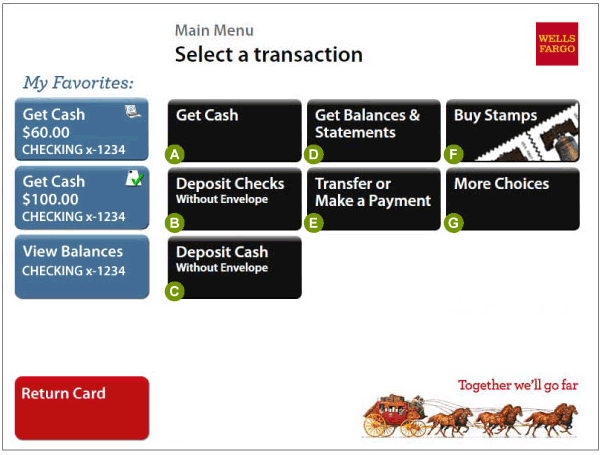 Main Menu
Select a transaction
WELLS
FARGO
My Favorites:
Get Cash
$60.00
CHECKING x-1234
Get Cash
$100.00
CHECKING x-1234
View Balances
CHECKING x-1234
Get Cash
A
Deposit Checks
Without Envelope
B
Deposit Cash
Without Envelope
C
Get Balances &
Statements
D
Transfer or
Make a Payment
E
Buy Stamps
F
More Choices
G
Return Card
Together we'll go far